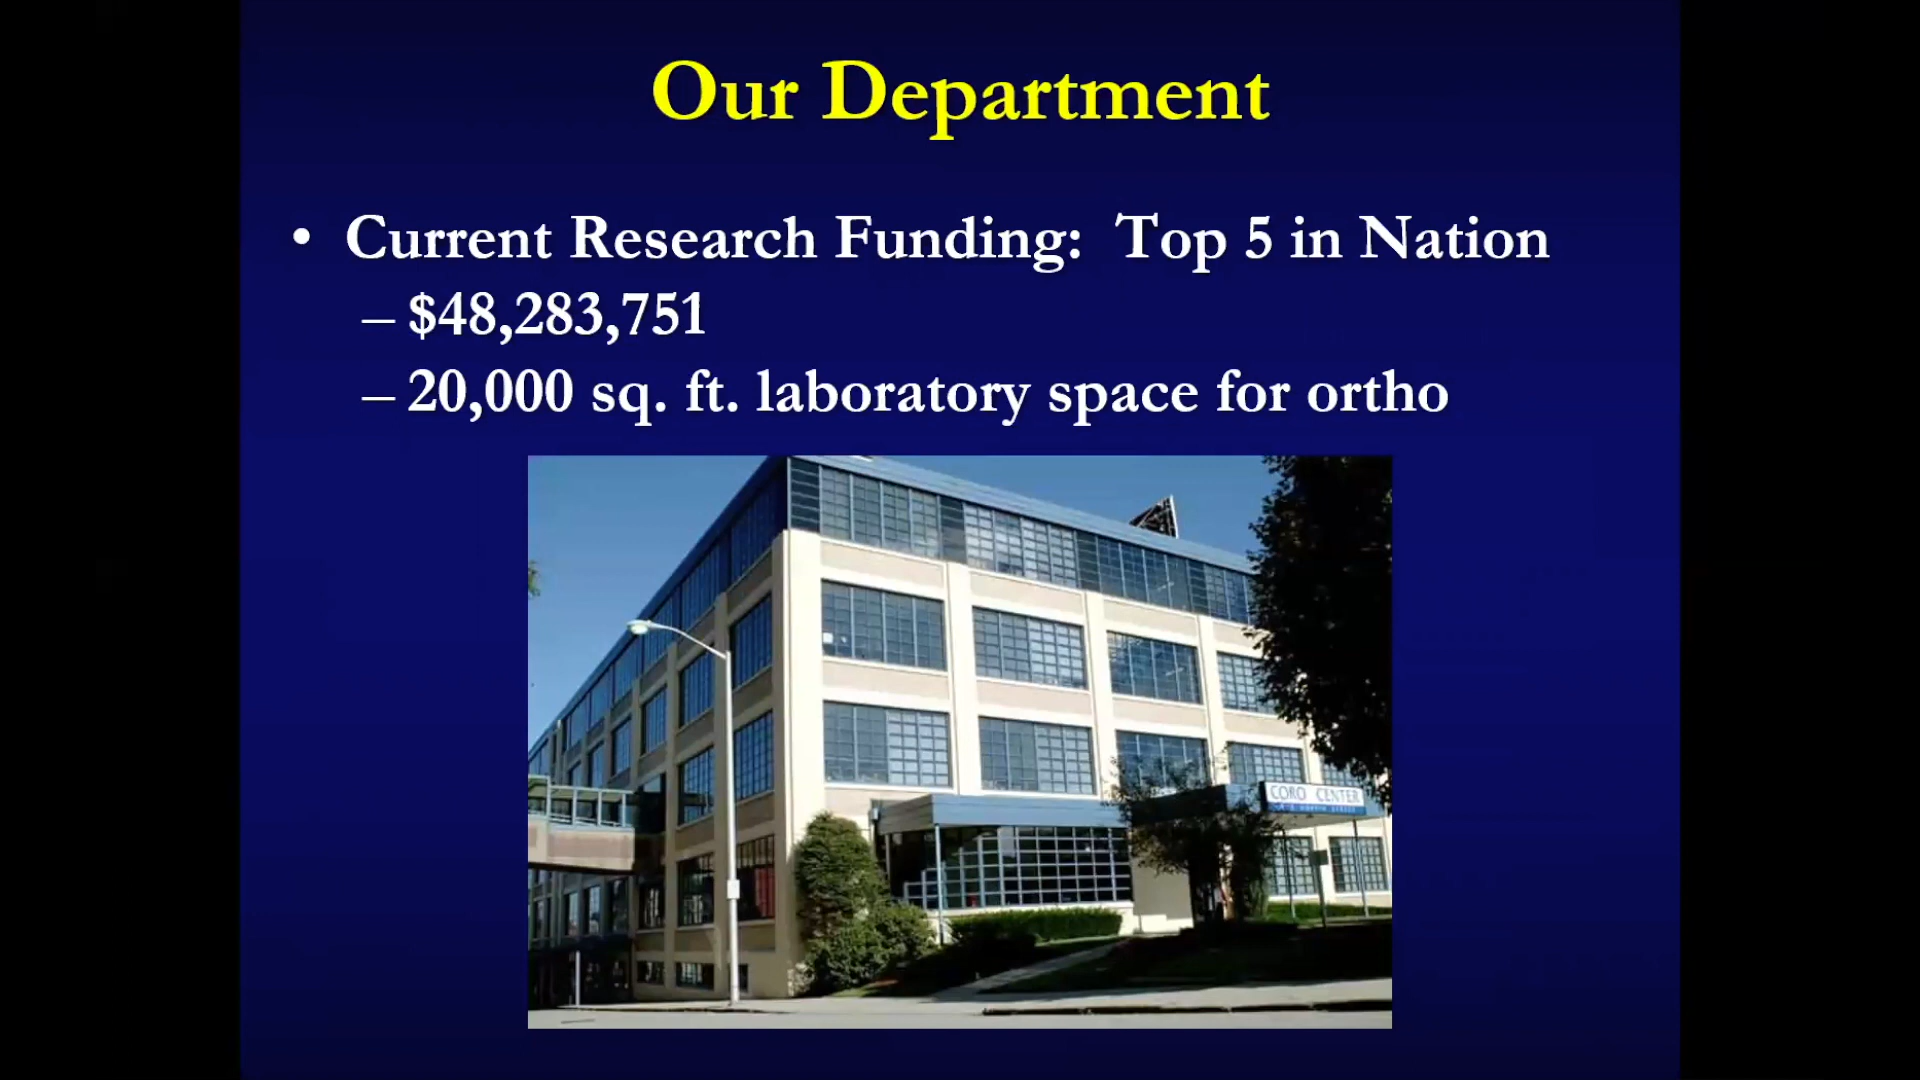 Our Department
• Current Research Funding: Top 5 in Nation
– $48,283,751
– 20,000 sq. ft. laboratory space for ortho
CORO CENTER